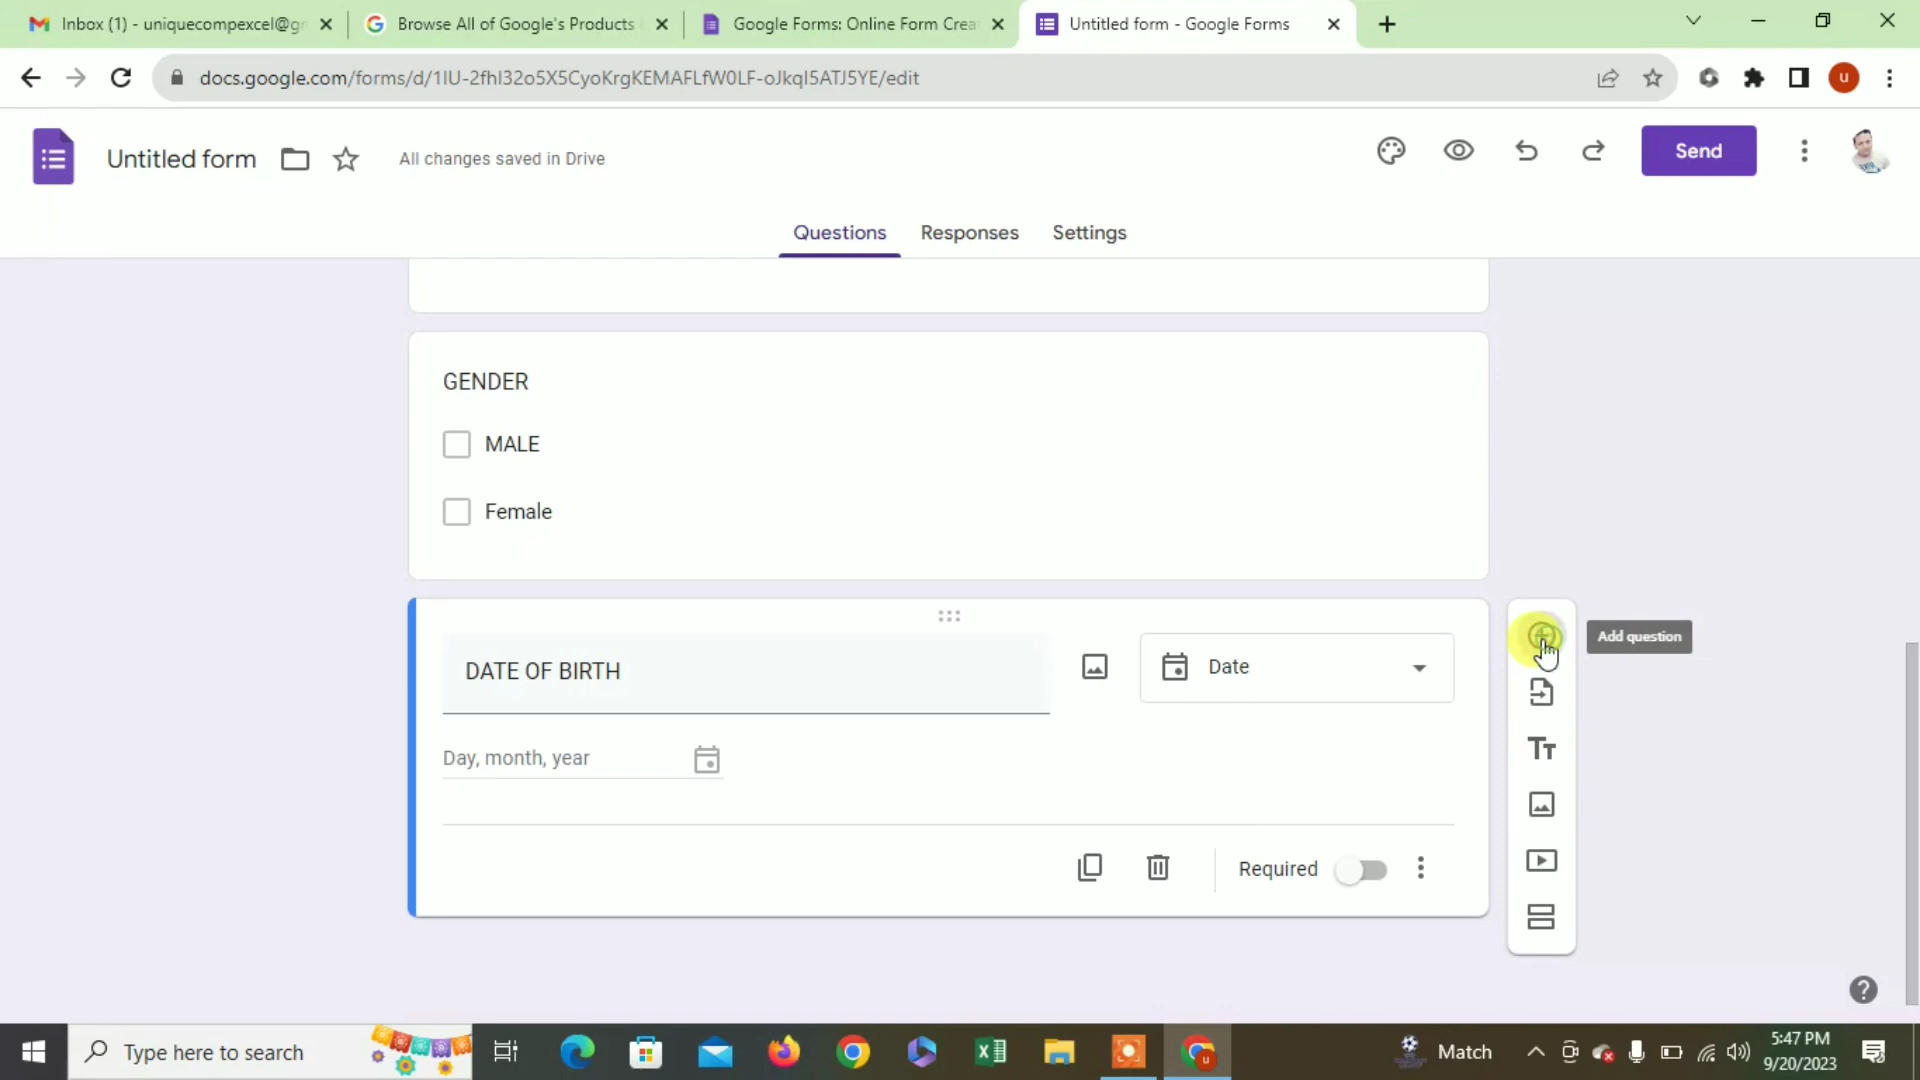 Inbox (1) - uniquecompexcel@gr
Browse All of Google's Products
Google Forms: Online Form Crea
Untitled form - Google Forms
docs.google.com/forms/d/1IU-2fhI32o5X5CyoKrgKEMAFLfW0LF-oJkqI5ATJ5YE/edit
u
Untitled form
All changes saved in Drive
Send
Questions
Responses
Settings
GENDER
MALE
Female
DATE OF BIRTH
Date
Add question
Day, month, year
Required
Type here to search
Match
5:47 PM
9/20/2023